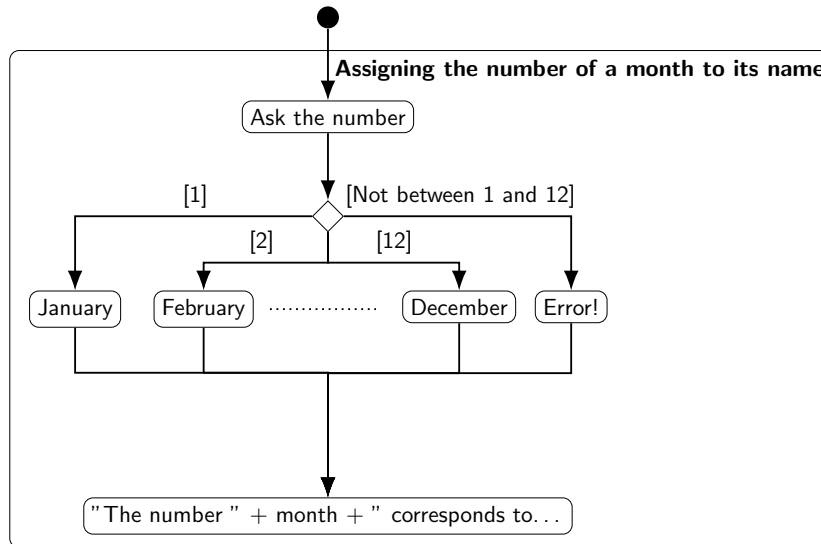 Assigning the number of a month to its name
Ask the number
[1]
[Not between 1 and 12]
[2]
[12]
January
February
December
Error!
"The number " + month + " corresponds to...